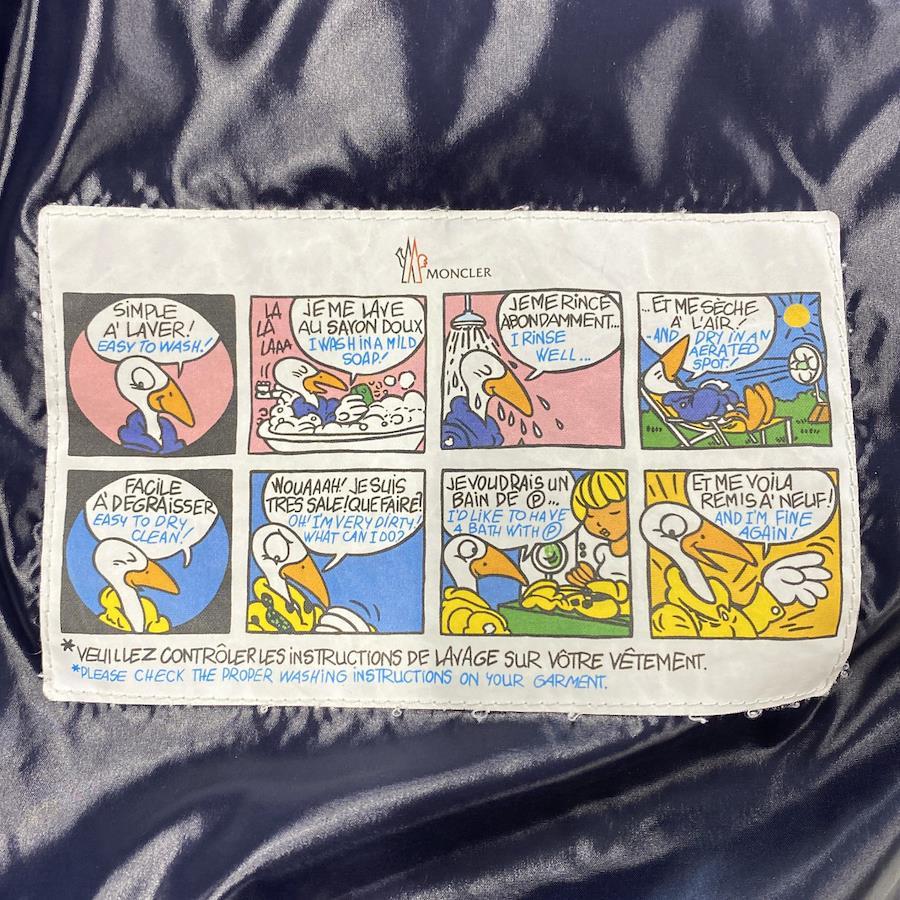 MONCLER
SiMPLE
A' LAVER!
EASY TO WASH!
LA
LÀ
LAAA
JE ME LAVE
AU SAYON DOUX
I WASH IN A MILD
SOAP!
JE ME RINCE
ABONDAMMENT...
I RINSE
WELL...
...ET ME SÈCHE
A' L'AIR!
-AND DRY IN AN
AERATED
SPOT!
FACILE
A' DEGRAISSER
EASY TO DRY
CLEAN!
WOUAAAH! JE SUIS
TRES SALE! QUE FAIRE?
OH! I'M VERY DIRTY!
WHAT CAN I DO?
JE VOUDRAIS UN
BAIN DE Ⓟ...
I'D LIKE TO HAVE
A BATH WITH Ⓟ
ET ME VOILA
REMIS A' NEUF!
AND I'M FINE
AGAIN!
*VEUILLEZ CONTRÔLER LES INSTRUCTIONS DE LAVAGE SUR VÔTRE VÊTEMENT.
*PLEASE CHECK THE PROPER WASHING INSTRUCTIONS ON YOUR GARMENT.